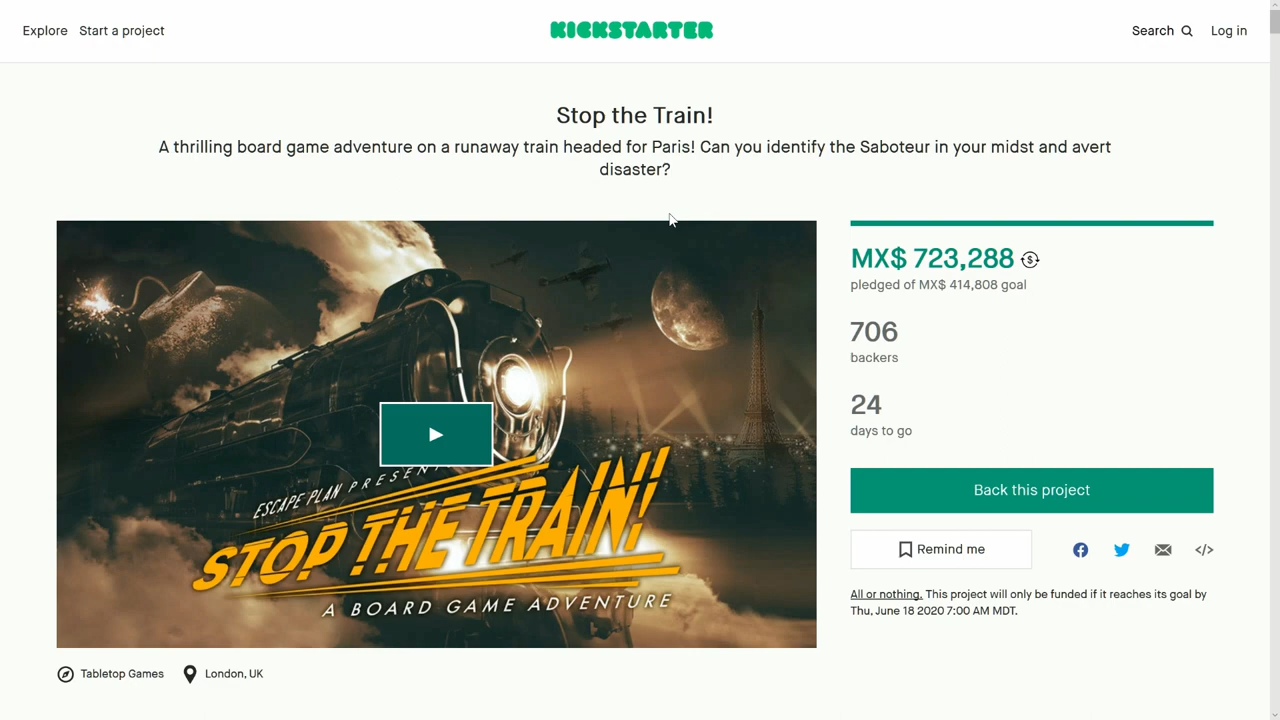 Explore Start a project KICKSTARTER Search Log in
Stop the Train!
A thrilling board game adventure on a runaway train headed for Paris! Can you identify the Saboteur in your midst and avert
disaster?
ESCAPE PLAN PRESENT
STOP THE TRAIN!
A BOARD GAME ADVENTURE
MX$ 723,288
pledged of MX$ 414,808 goal
706
backers
24
days to go
Back this project
Remind me
All or nothing. This project will only be funded if it reaches its goal by
Thu, June 18 2020 7:00 AM MDT.
Tabletop Games London, UK